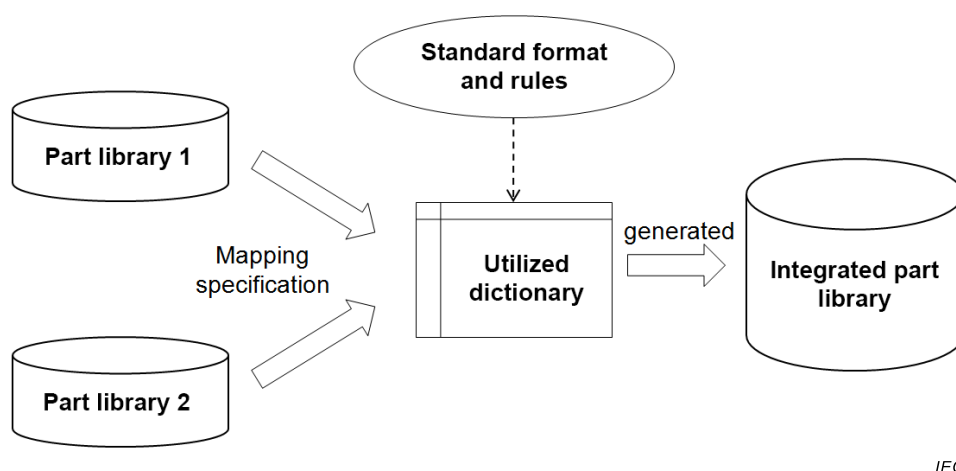 Standard format
and rules
Part library 1
Mapping
specification
Utilized
dictionary
generated
Integrated part
library
Part library 2